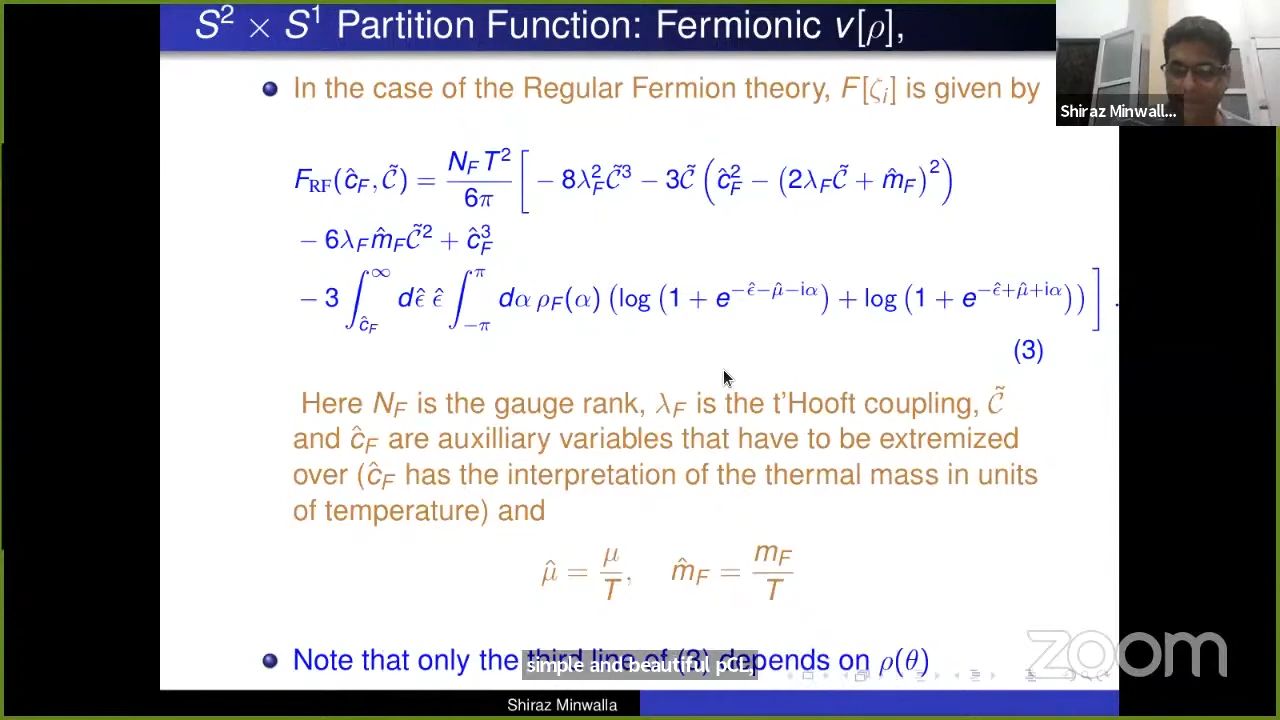 S² × S¹ Partition Function: Fermionic v[ρ],
Shiraz Minwall...
In the case of the Regular Fermion theory, F[ζᵢ] is given by
F_RF(ĉ_F, C̃) = N_F T²/6π [ − 8λ_F² C̃³ − 3C̃ (ĉ_F² − (2λ_F C̃ + m̂_F)²)
− 6λ_F m̂_F C̃² + ĉ_F³
− 3 ∫_{ĉ_F}^{∞} dε̂ ε̂ ∫_{−π}^{π} dα ρ_F(α) (log (1 + e^{−ε̂−μ̂−iα}) + log (1 + e^{−ε̂+μ̂+iα})) ] .
(3)
Here N_F is the gauge rank, λ_F is the t'Hooft coupling, C̃
and ĉ_F are auxilliary variables that have to be extremized
over (ĉ_F has the interpretation of the thermal mass in units
of temperature) and
μ̂ = μ/T, m̂_F = m_F/T
Note that only the third line of (3) depends on ρ(θ)
simple and beautiful pCL,
zoom
Shiraz Minwalla